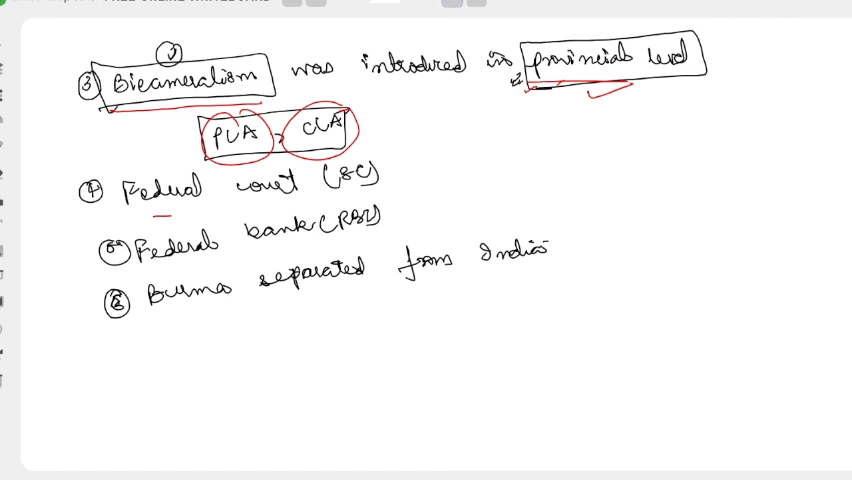 ③ Bicameralism was introduced in provincial level
PLA, CLA
④ Federal court (SC)
⑤ Federal bank (RBI)
⑥ Burma separated from India